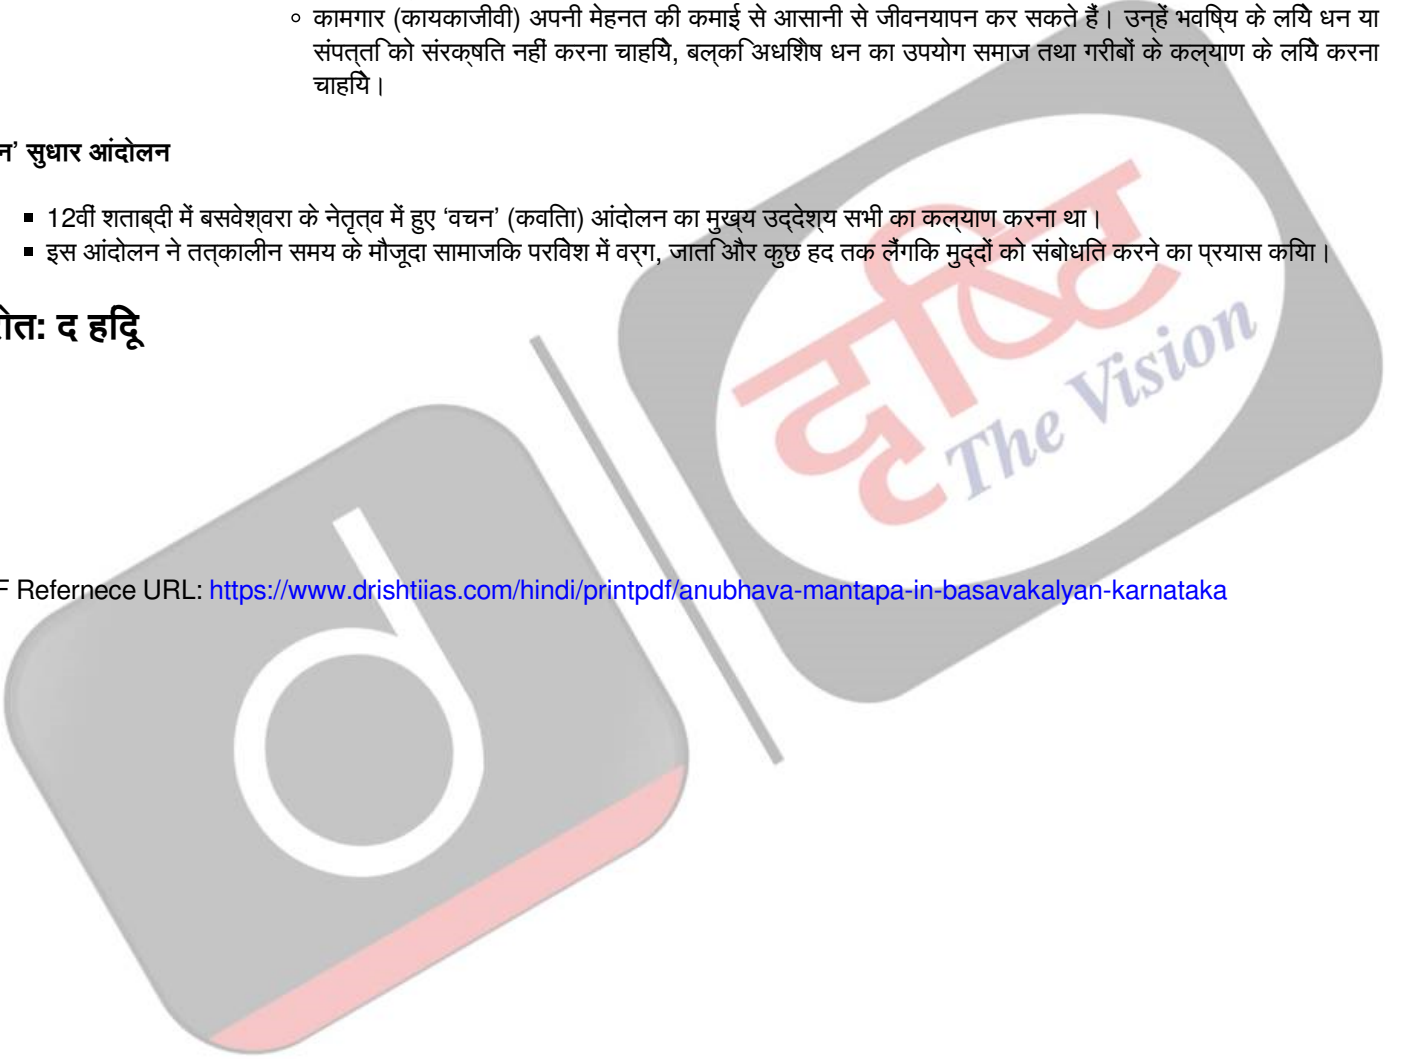 ◦ कामगार (कायकाजीवी) अपनी मेहनत की कमाई से आसानी से जीवनयापन कर सकते हैं। उन्हें भविष्य के लिये धन या
संपत्ति को संरक्षित नहीं करना चाहिये, बल्कि अधिशेष धन का उपयोग समाज तथा गरीबों के कल्याण के लिये करना
चाहिये।
न’ सुधार आंदोलन
▪ 12वीं शताब्दी में बसवेश्वरा के नेतृत्व में हुए ‘वचन’ (कविता) आंदोलन का मुख्य उद्देश्य सभी का कल्याण करना था।
▪ इस आंदोलन ने तत्कालीन समय के मौजूदा सामाजिक परिवेश में वर्ग, जाति और कुछ हद तक लैंगिक मुद्दों को संबोधित करने का प्रयास किया।
ोत: द हिंदू
दृष्टि
The Vision
F Refernece URL: https://www.drishtiias.com/hindi/printpdf/anubhava-mantapa-in-basavakalyan-karnataka
d